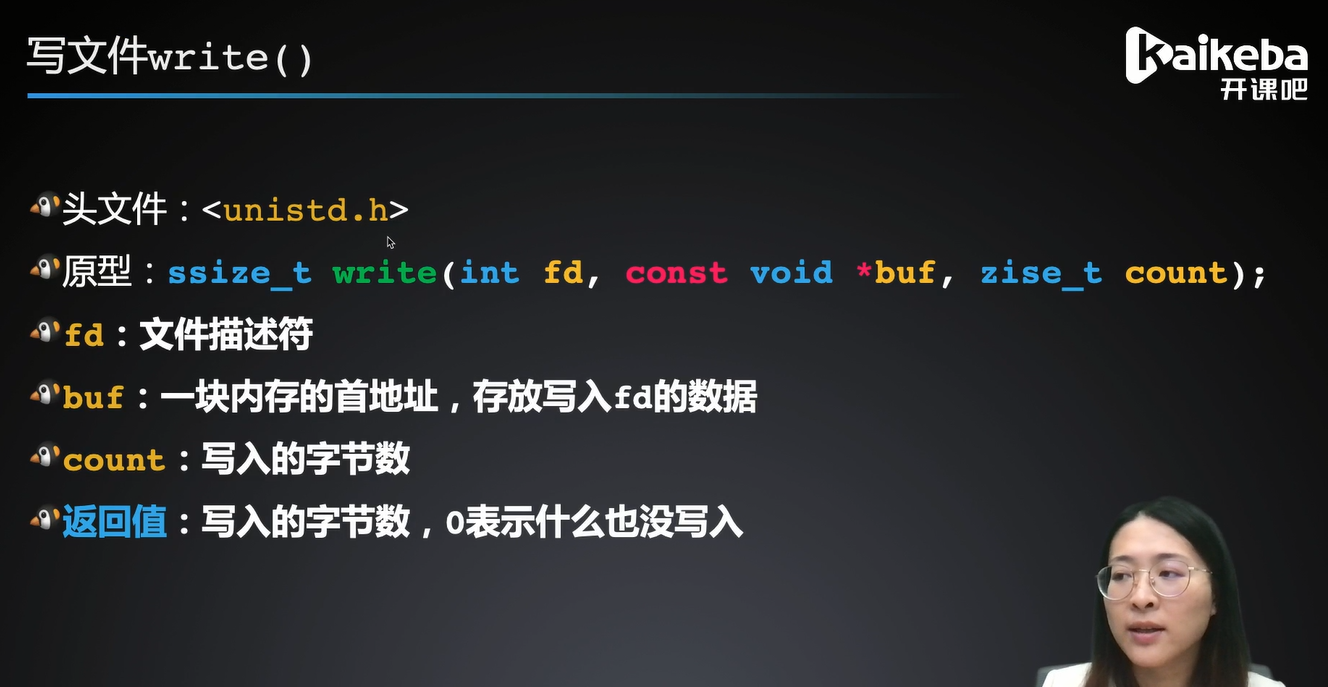 写文件write()
kaikeba
开课吧
头文件：<unistd.h>
原型：ssize_t write(int fd, const void *buf, zise_t count);
fd：文件描述符
buf：一块内存的首地址，存放写入fd的数据
count：写入的字节数
返回值：写入的字节数，0表示什么也没写入